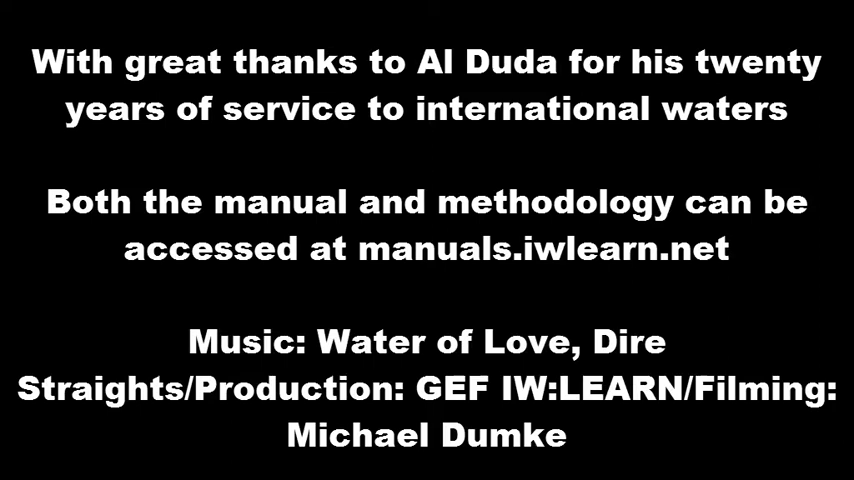 With great thanks to Al Duda for his twenty
years of service to international waters
Both the manual and methodology can be
accessed at manuals.iwlearn.net
Music: Water of Love, Dire
Straights/Production: GEF IW:LEARN/Filming:
Michael Dumke